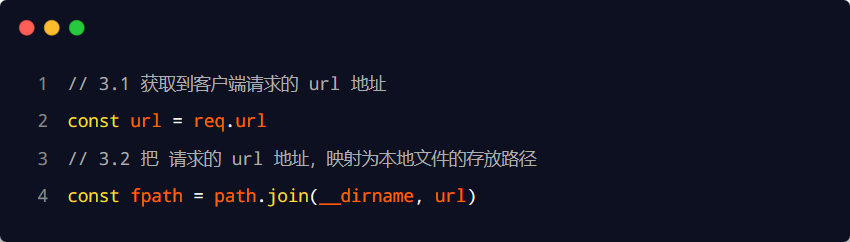 1 // 3.1 获取到客户端请求的 url 地址
2 const url = req.url
3 // 3.2 把 请求的 url 地址，映射为本地文件的存放路径
4 const fpath = path.join(__dirname, url)